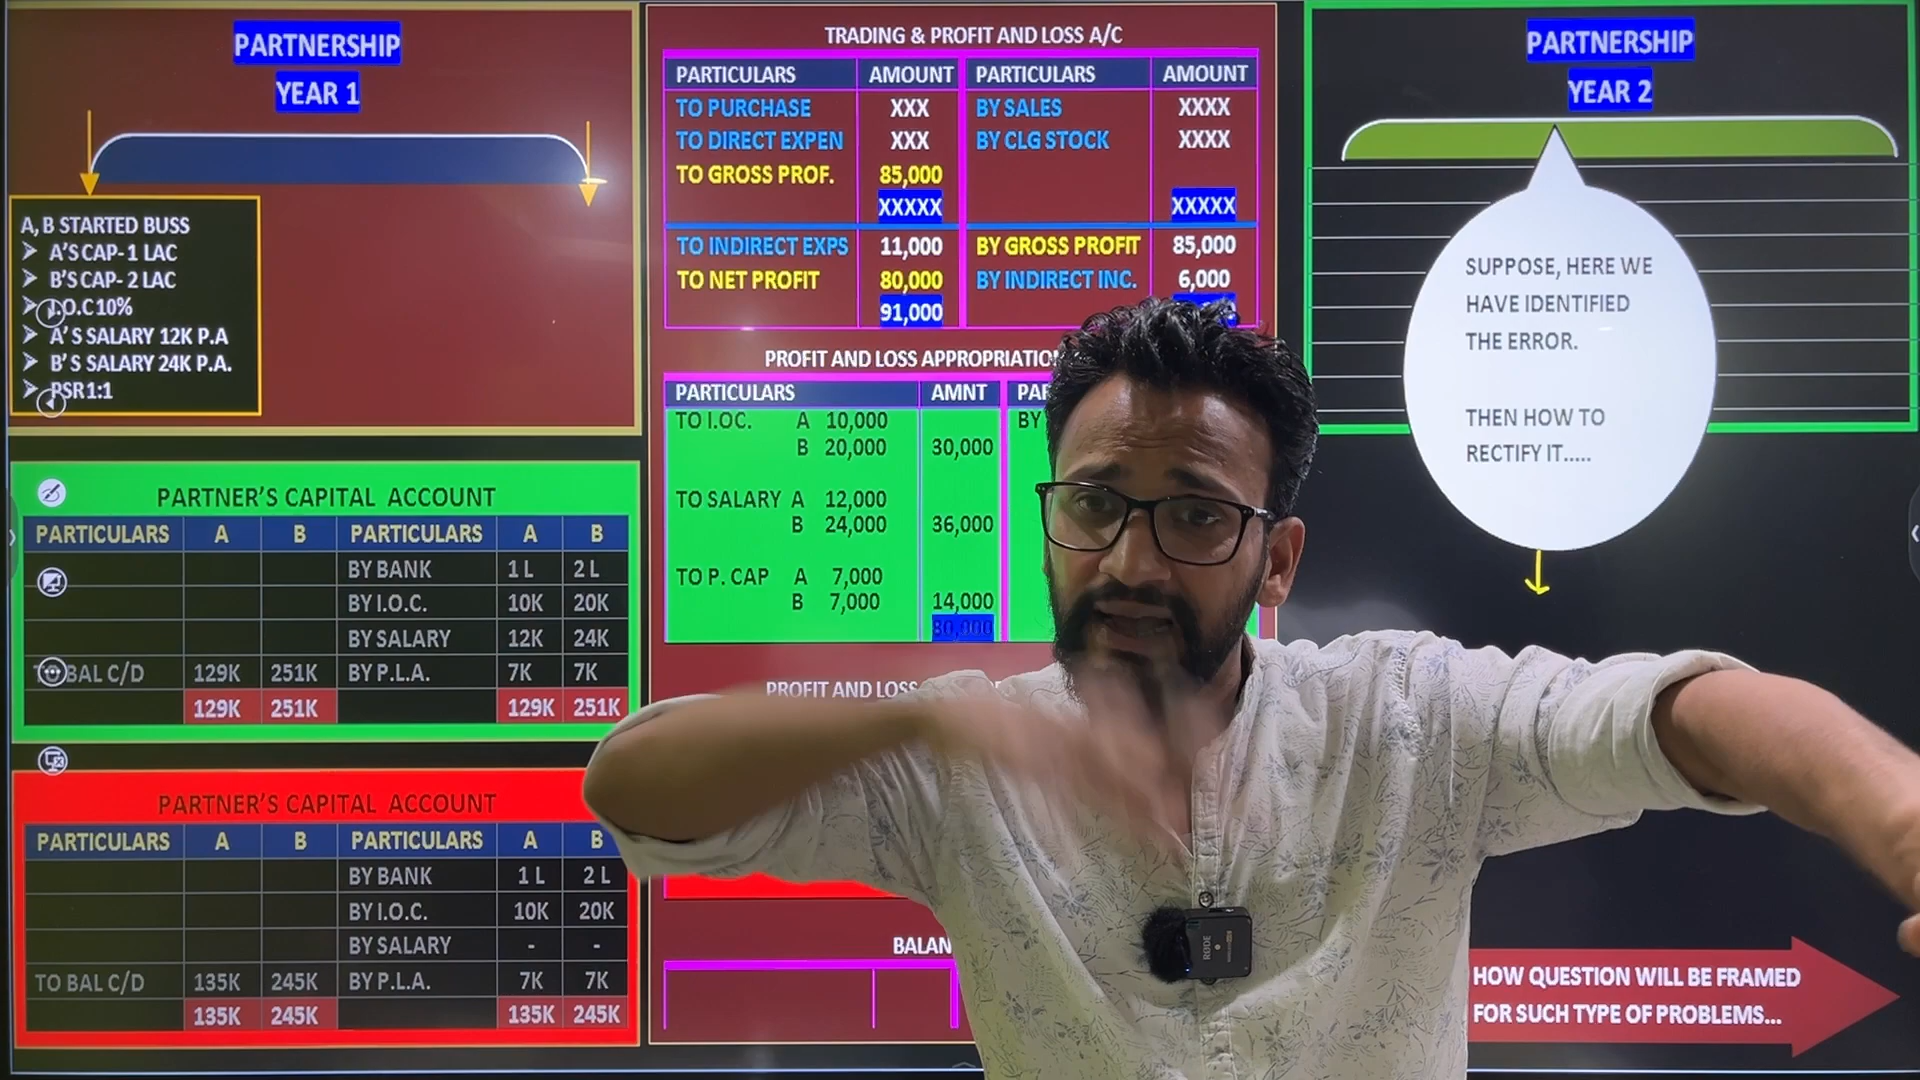 PARTNERSHIP
YEAR 1
A, B STARTED BUSS
A'S CAP- 1 LAC
B'S CAP- 2 LAC
I.O.C 10%
A'S SALARY 12K P.A
B'S SALARY 24K P.A.
PSR 1:1
PARTNER'S CAPITAL ACCOUNT
PARTICULARS A B PARTICULARS A B
BY BANK 1 L 2 L
BY I.O.C. 10K 20K
BY SALARY 12K 24K
TO BAL C/D 129K 251K BY P.L.A. 7K 7K
129K 251K 129K 251K
PARTNER'S CAPITAL ACCOUNT
PARTICULARS A B PARTICULARS A B
BY BANK 1 L 2 L
BY I.O.C. 10K 20K
BY SALARY - -
TO BAL C/D 135K 245K BY P.L.A. 7K 7K
135K 245K 135K 245K
TRADING & PROFIT AND LOSS A/C
PARTICULARS AMOUNT PARTICULARS AMOUNT
TO PURCHASE XXX BY SALES XXXX
TO DIRECT EXPEN XXX BY CLG STOCK XXXX
TO GROSS PROF. 85,000
XXXXX XXXXX
TO INDIRECT EXPS 11,000 BY GROSS PROFIT 85,000
TO NET PROFIT 80,000 BY INDIRECT INC. 6,000
91,000
PROFIT AND LOSS
PARTICULARS AMNT
TO I.OC. A 10,000 BY
B 20,000 30,000
TO SALARY A 12,000
B 24,000 36,000
TO P. CAP A 7,000
B 7,000 14,000
80,000
PROFIT AND LOSS
PARTNERSHIP
YEAR 2
SUPPOSE, HERE WE
HAVE IDENTIFIED
THE ERROR.
THEN HOW TO
RECTIFY IT.....
HOW QUESTION WILL BE FRAMED
FOR SUCH TYPE OF PROBLEMS...
RODE